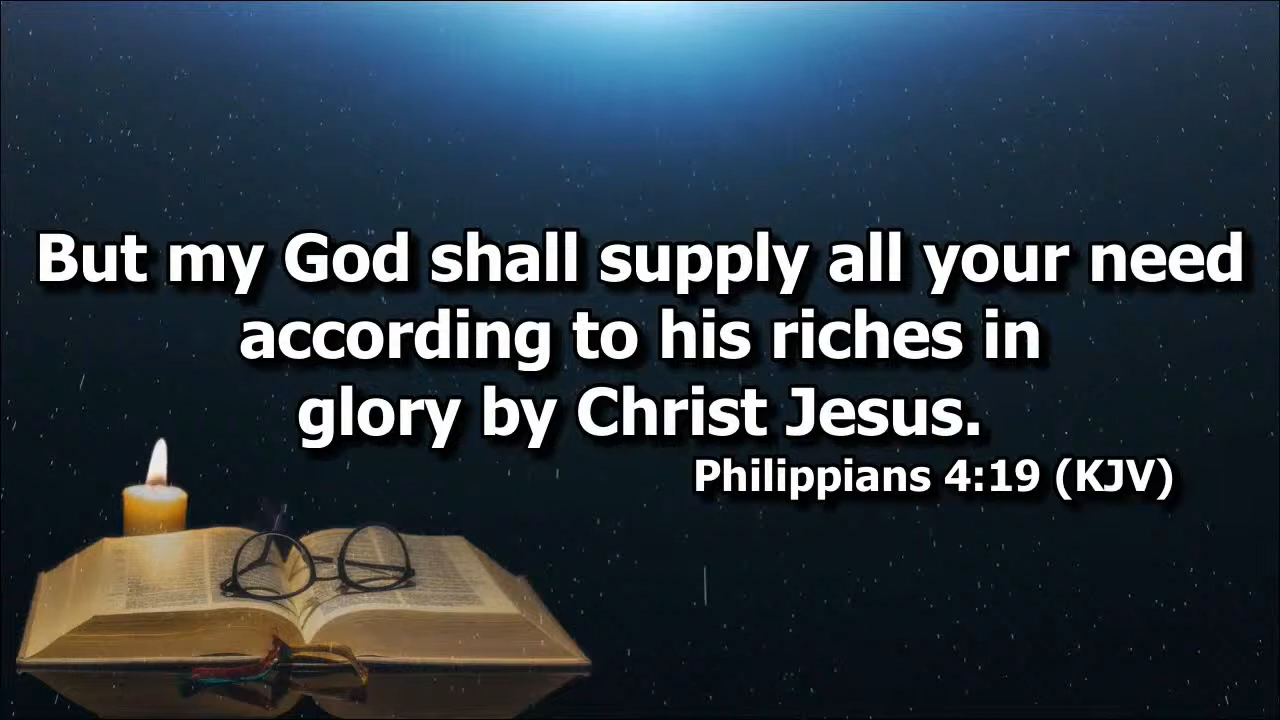 But my God shall supply all your need
according to his riches in
glory by Christ Jesus.
Philippians 4:19 (KJV)